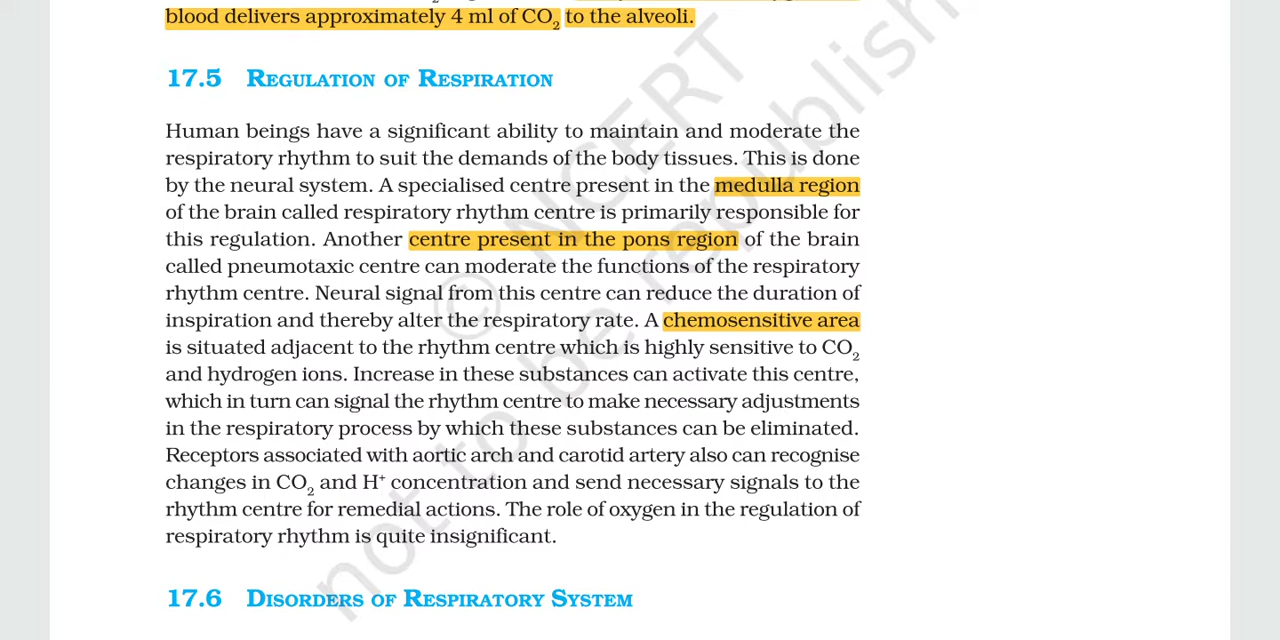 blood delivers approximately 4 ml of CO2 to the alveoli.
17.5 REGULATION OF RESPIRATION
Human beings have a significant ability to maintain and moderate the
respiratory rhythm to suit the demands of the body tissues. This is done
by the neural system. A specialised centre present in the medulla region
of the brain called respiratory rhythm centre is primarily responsible for
this regulation. Another centre present in the pons region of the brain
called pneumotaxic centre can moderate the functions of the respiratory
rhythm centre. Neural signal from this centre can reduce the duration of
inspiration and thereby alter the respiratory rate. A chemosensitive area
is situated adjacent to the rhythm centre which is highly sensitive to CO2
and hydrogen ions. Increase in these substances can activate this centre,
which in turn can signal the rhythm centre to make necessary adjustments
in the respiratory process by which these substances can be eliminated.
Receptors associated with aortic arch and carotid artery also can recognise
changes in CO2 and H+ concentration and send necessary signals to the
rhythm centre for remedial actions. The role of oxygen in the regulation of
respiratory rhythm is quite insignificant.
17.6 DISORDERS OF RESPIRATORY SYSTEM
© NCERT
not to be republish